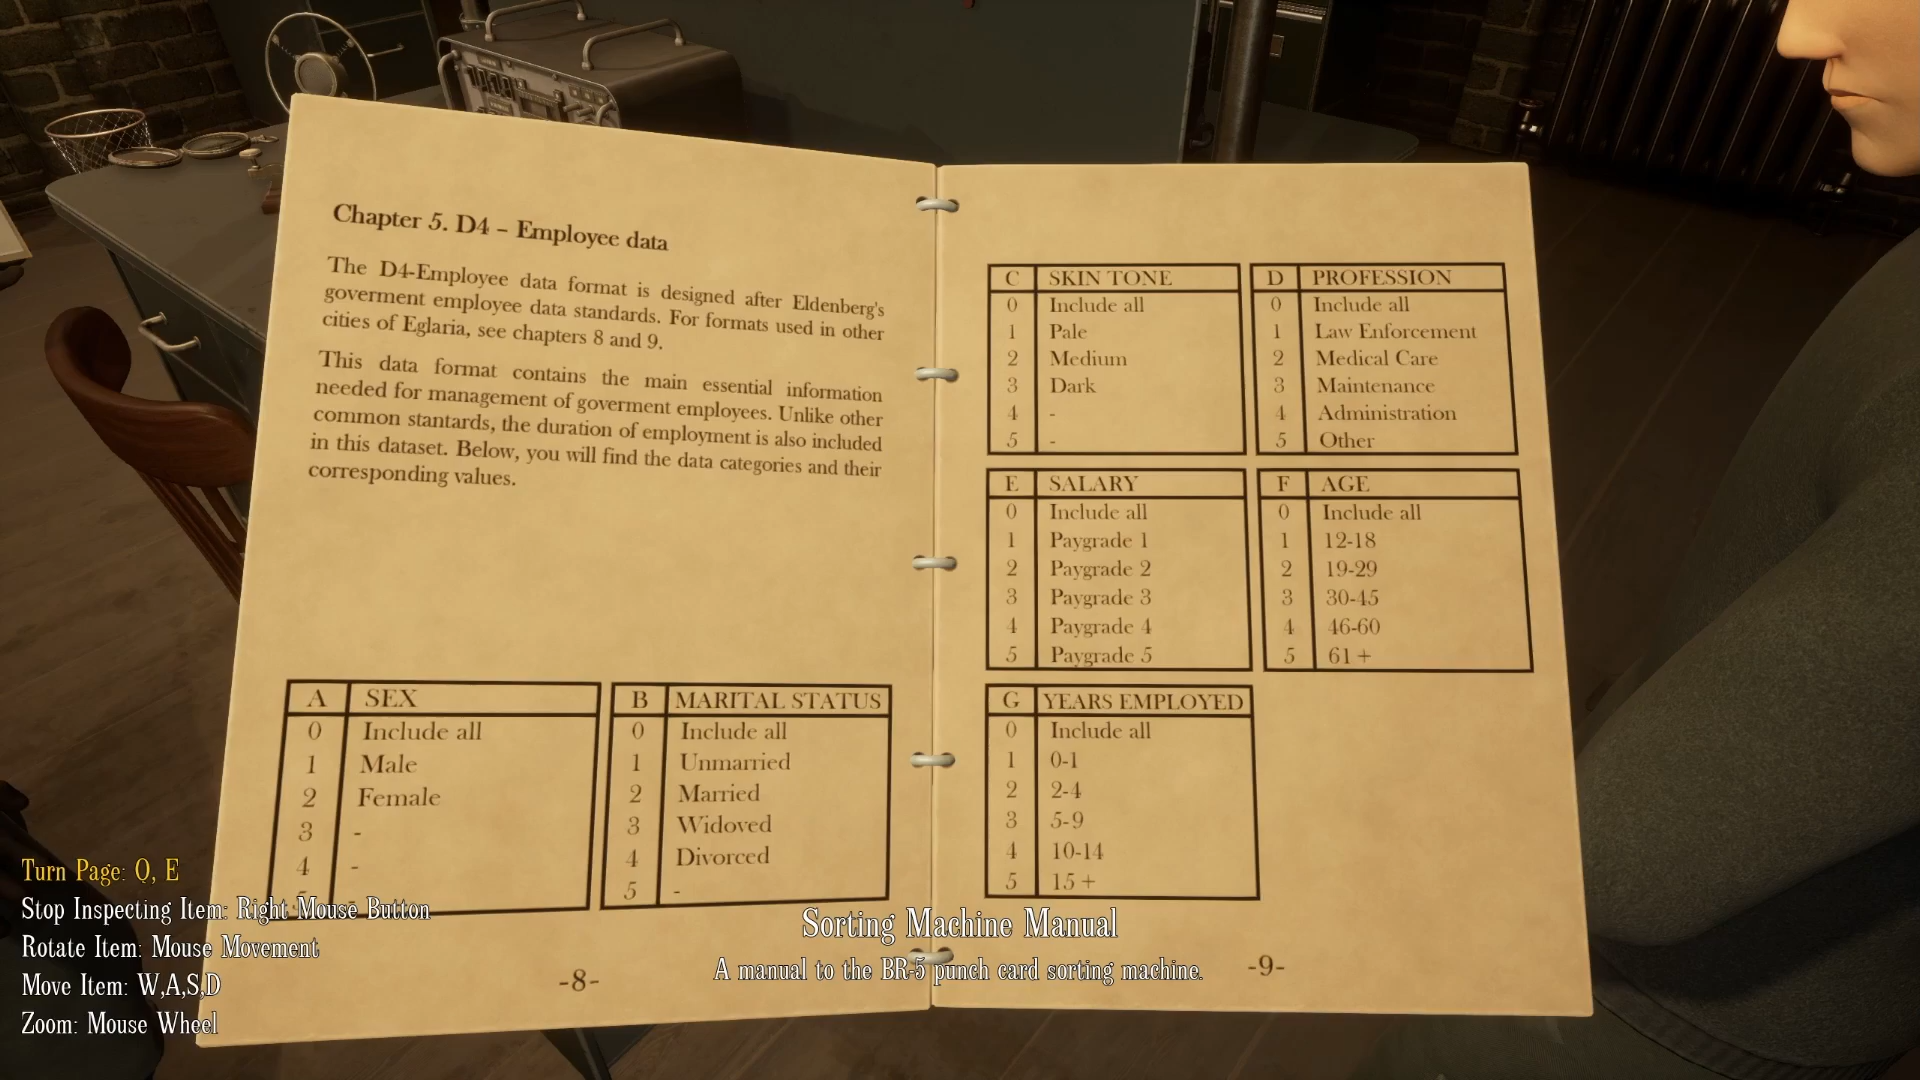 Chapter 5. D4 – Employee data
The D4-Employee data format is designed after Eldenberg's
goverment employee data standards. For formats used in other
cities of Eglaria, see chapters 8 and 9.
This data format contains the main essential information
needed for management of goverment employees. Unlike other
common stantards, the duration of employment is also included
in this dataset. Below, you will find the data categories and their
corresponding values.
A SEX
0 Include all
1 Male
2 Female
3 -
4 -
5 -
B MARITAL STATUS
0 Include all
1 Unmarried
2 Married
3 Widoved
4 Divorced
5 -
-8-
C SKIN TONE
0 Include all
1 Pale
2 Medium
3 Dark
4 -
5 -
D PROFESSION
0 Include all
1 Law Enforcement
2 Medical Care
3 Maintenance
4 Administration
5 Other
E SALARY
0 Include all
1 Paygrade 1
2 Paygrade 2
3 Paygrade 3
4 Paygrade 4
5 Paygrade 5
F AGE
0 Include all
1 12-18
2 19-29
3 30-45
4 46-60
5 61+
G YEARS EMPLOYED
0 Include all
1 0-1
2 2-4
3 5-9
4 10-14
5 15+
-9-
Turn Page: Q, E
Stop Inspecting Item: Right Mouse Button
Rotate Item: Mouse Movement
Move Item: W,A,S,D
Zoom: Mouse Wheel
Sorting Machine Manual
A manual to the BR-5 punch card sorting machine.